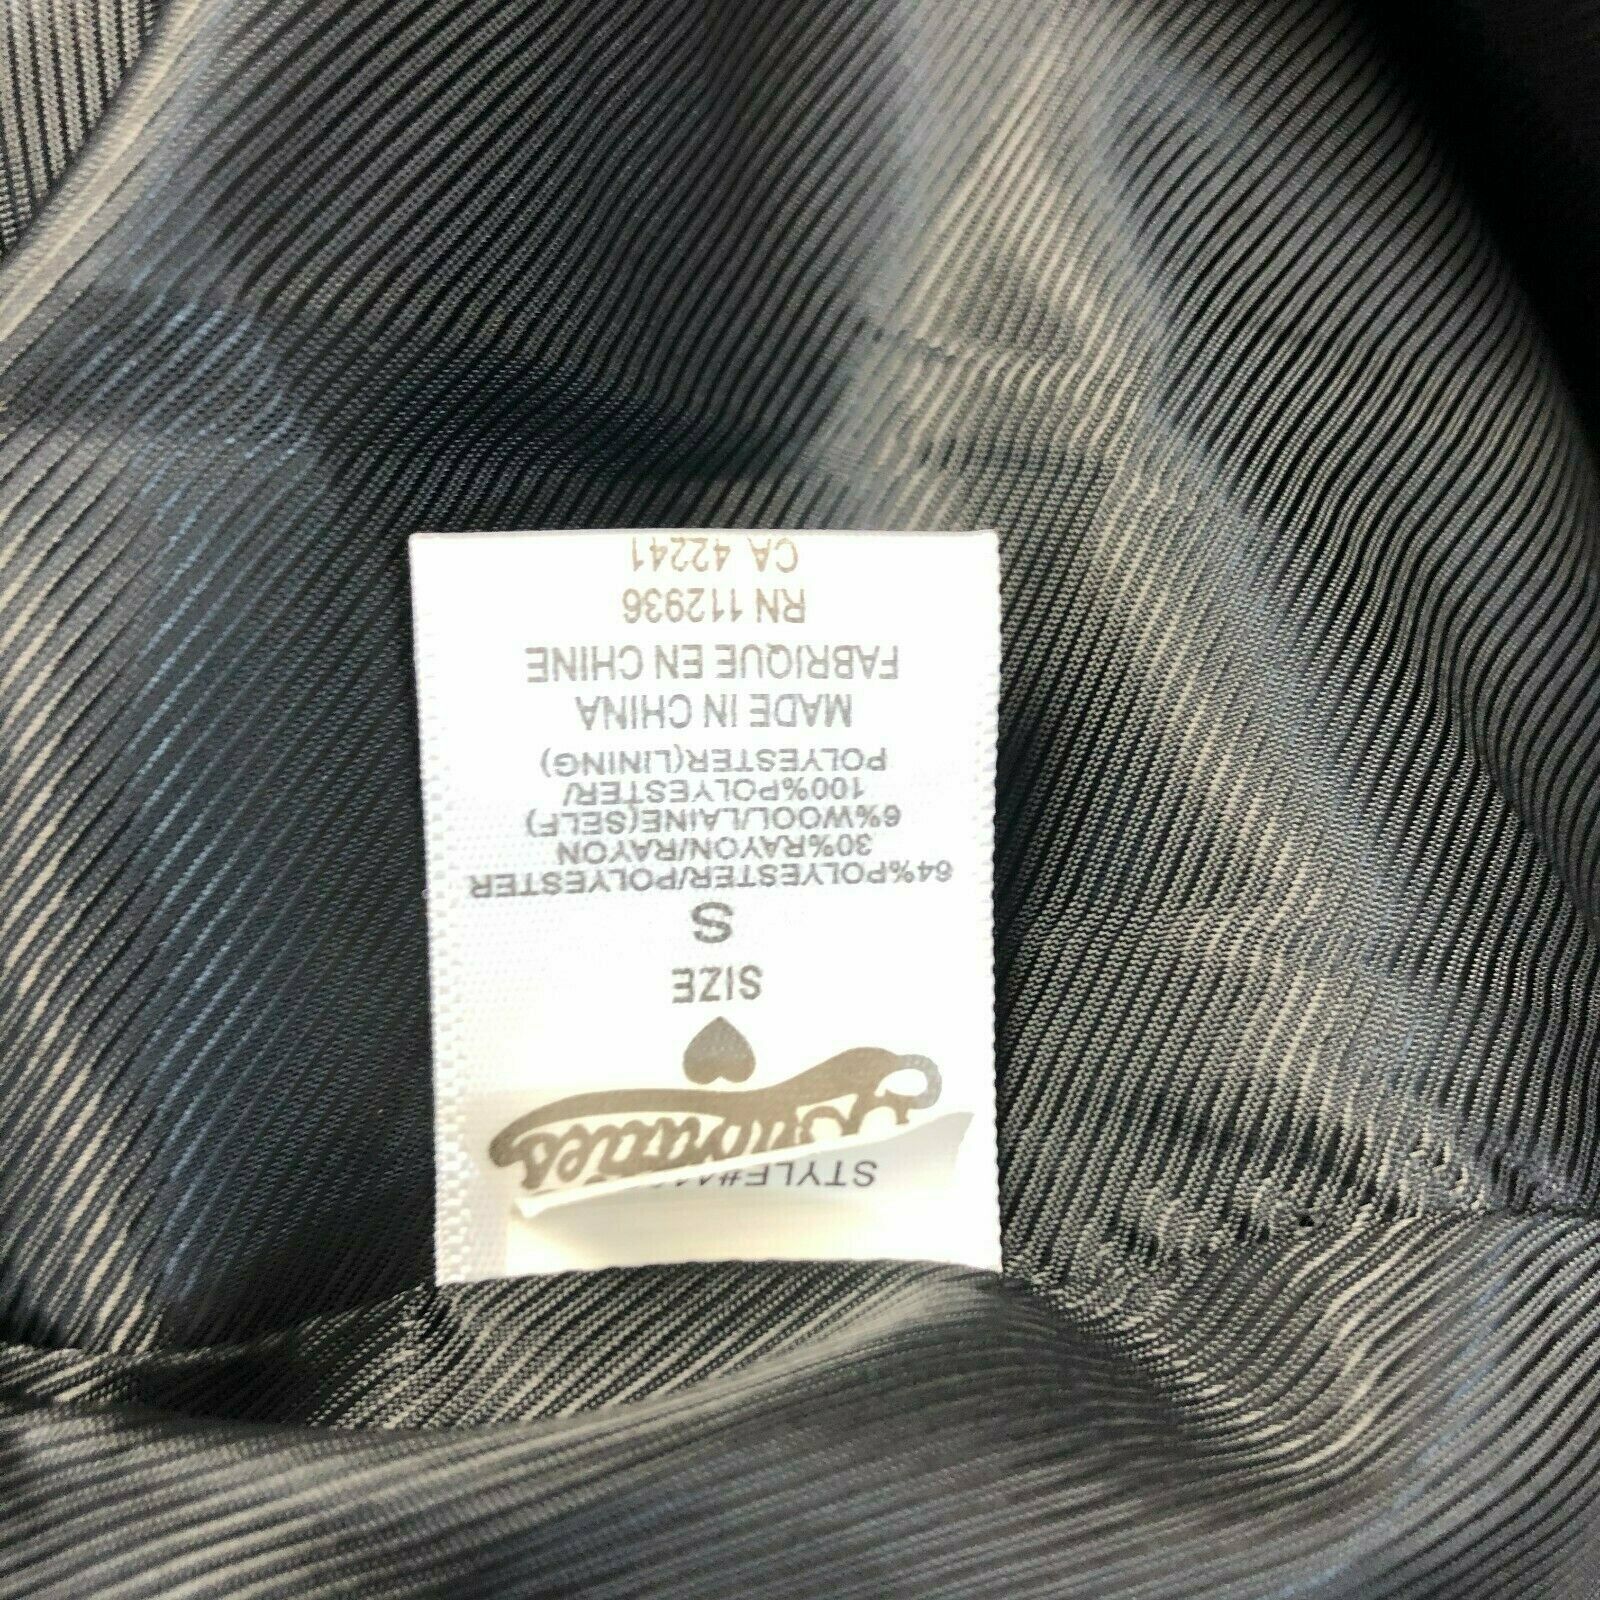 STYLE#
SIZE
S
64%POLYESTER/POLYESTER
30%RAYON/RAYON
6%WOOL/LAINE(SELF)
100%POLYESTER/
POLYESTER(LINING)
MADE IN CHINA
FABRIQUE EN CHINE
RN 112936
CA 42241